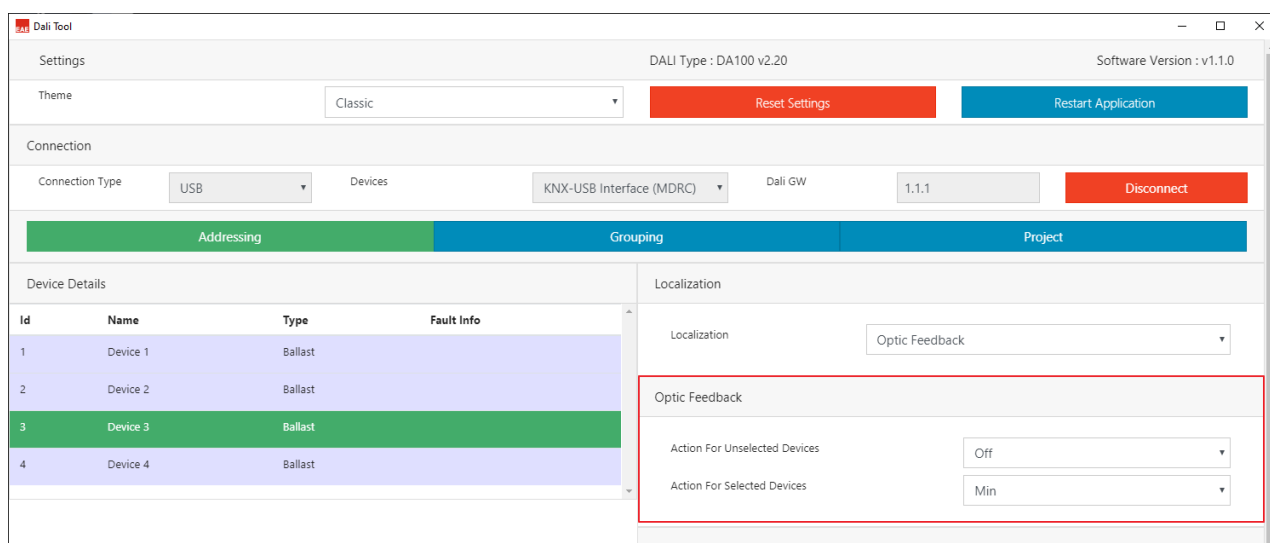 EAE Dali Tool
Settings DALI Type : DA100 v2.20 Software Version : v1.1.0
Theme Classic Reset Settings Restart Application
Connection
Connection Type USB Devices KNX-USB Interface (MDRC) Dali GW 1.1.1 Disconnect
Addressing Grouping Project
Device Details Localization
Id Name Type Fault Info
Localization Optic Feedback
1 Device 1 Ballast
2 Device 2 Ballast
Optic Feedback
3 Device 3 Ballast
Action For Unselected Devices Off
4 Device 4 Ballast
Action For Selected Devices Min